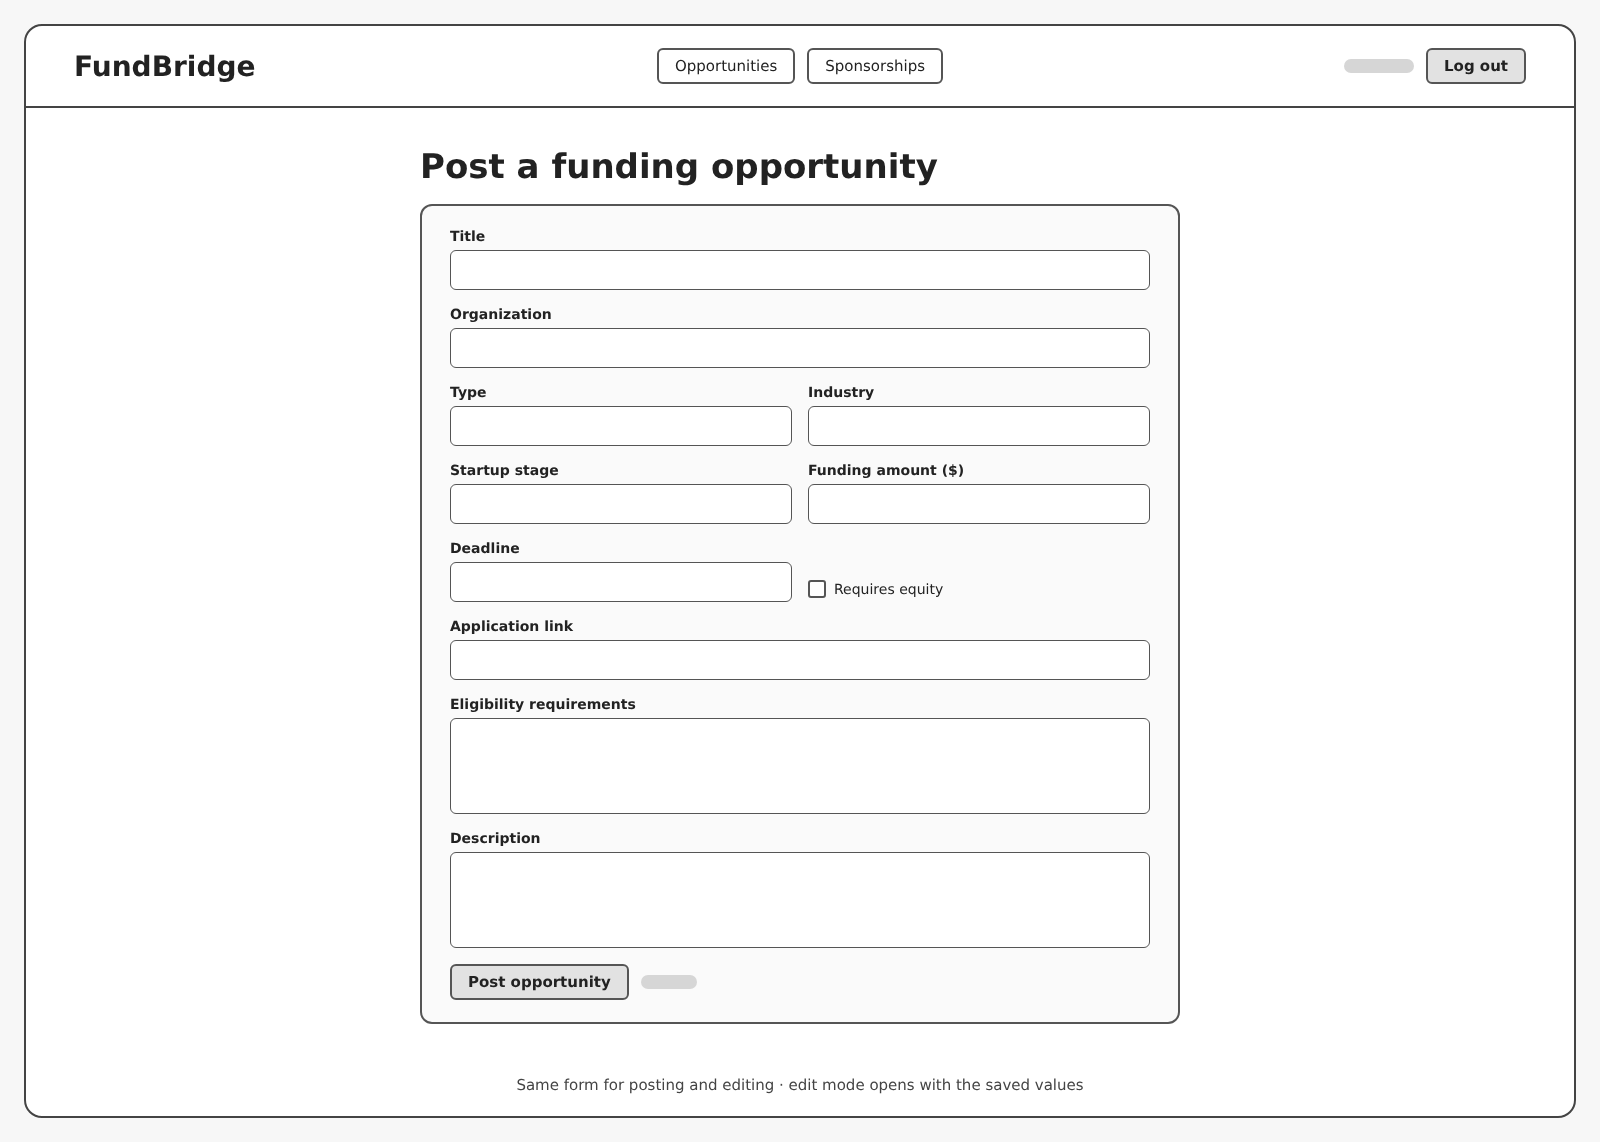 FundBridge
Opportunities
Sponsorships
Log out
Post a funding opportunity
Title
Organization
Type
Industry
Startup stage
Funding amount ($)
Deadline
Requires equity
Application link
Eligibility requirements
Description
Post opportunity
Same form for posting and editing · edit mode opens with the saved values